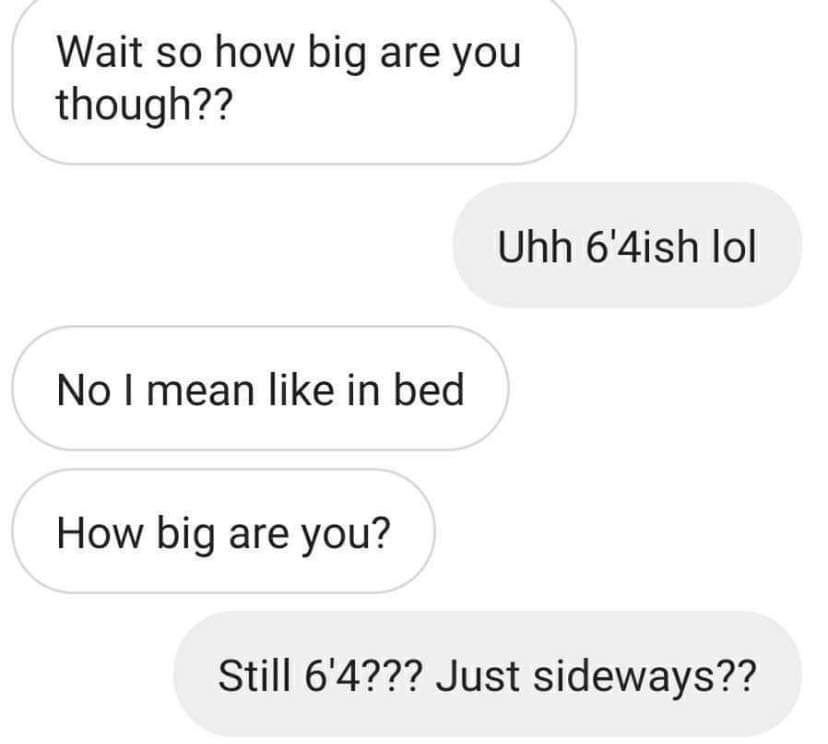 Wait so how big are you
though??
Uhh 6'4ish lol
No I mean like in bed
How big are you?
Still 6'4??? Just sideways??